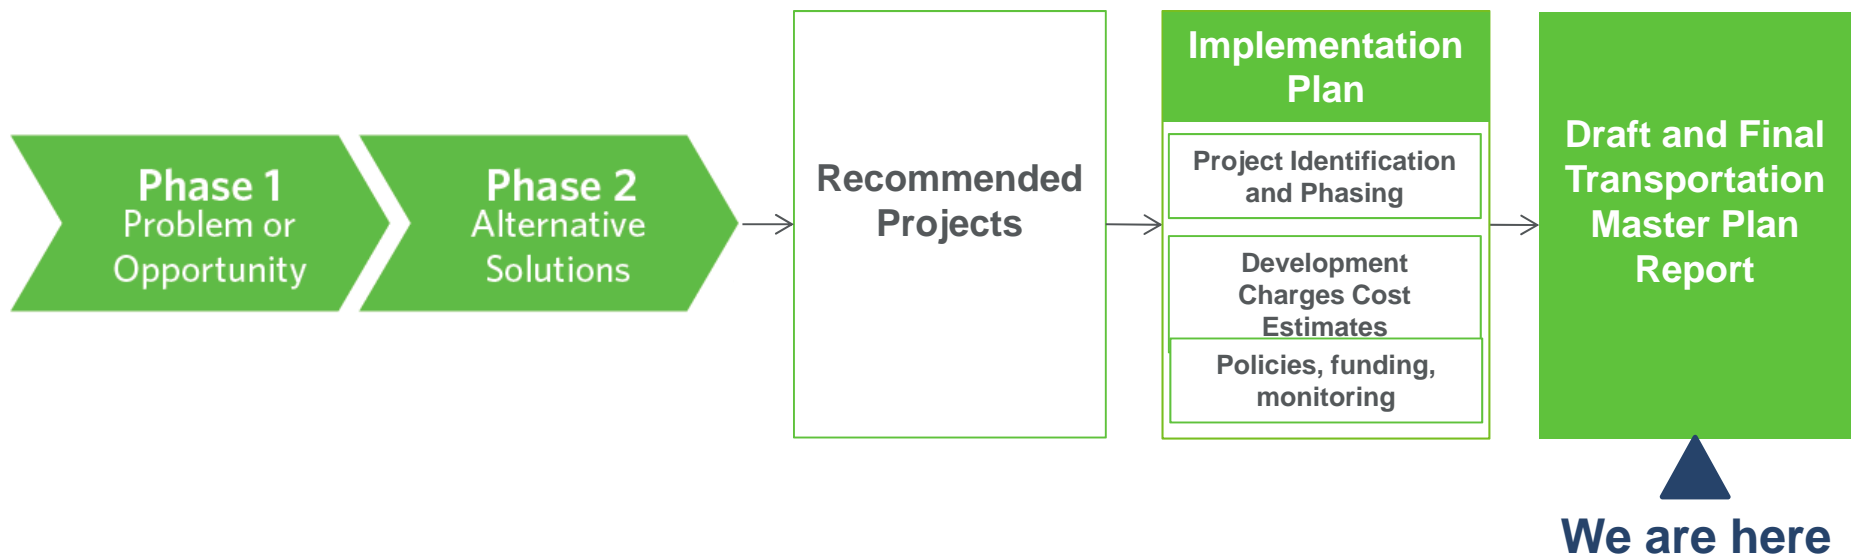 Phase 1
Problem or
Opportunity
Phase 2
Alternative
Solutions
Recommended
Projects
Implementation
Plan
Project Identification
and Phasing
Development
Charges Cost
Estimates
Policies, funding,
monitoring
Draft and Final
Transportation
Master Plan
Report
We are here